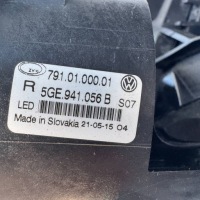 791.01.000.01
R 5GE.941.056 B S07
LED
Made in Slovakia 21-05-15 04